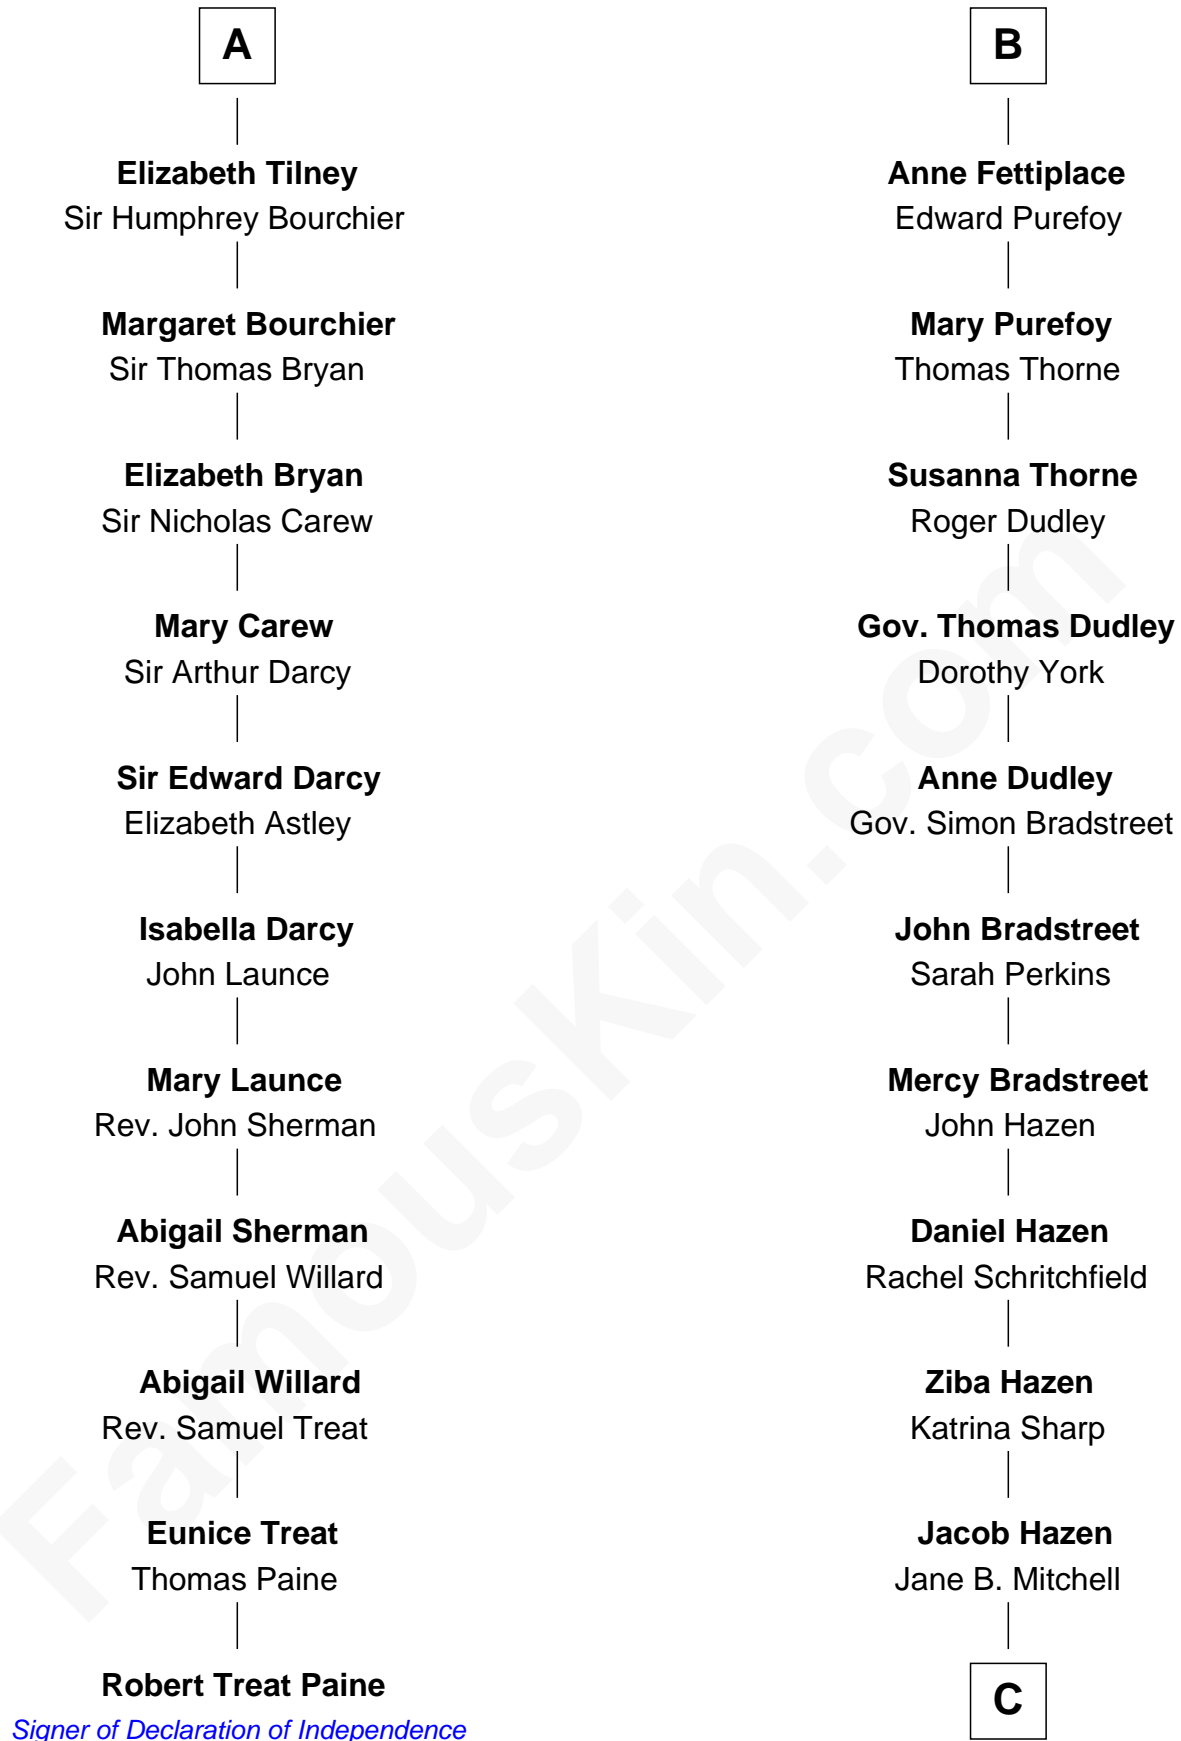 A
Elizabeth Tilney
Sir Humphrey Bourchier
Margaret Bourchier
Sir Thomas Bryan
Elizabeth Bryan
Sir Nicholas Carew
Mary Carew
Sir Arthur Darcy
Sir Edward Darcy
Elizabeth Astley
Isabella Darcy
John Launce
Mary Launce
Rev. John Sherman
Abigail Sherman
Rev. Samuel Willard
Abigail Willard
Rev. Samuel Treat
Eunice Treat
Thomas Paine
Robert Treat Paine
Signer of Declaration of Independence
B
Anne Fettiplace
Edward Purefoy
Mary Purefoy
Thomas Thorne
Susanna Thorne
Roger Dudley
Gov. Thomas Dudley
Dorothy York
Anne Dudley
Gov. Simon Bradstreet
John Bradstreet
Sarah Perkins
Mercy Bradstreet
John Hazen
Daniel Hazen
Rachel Schritchfield
Ziba Hazen
Katrina Sharp
Jacob Hazen
Jane B. Mitchell
C
FamousKin.com